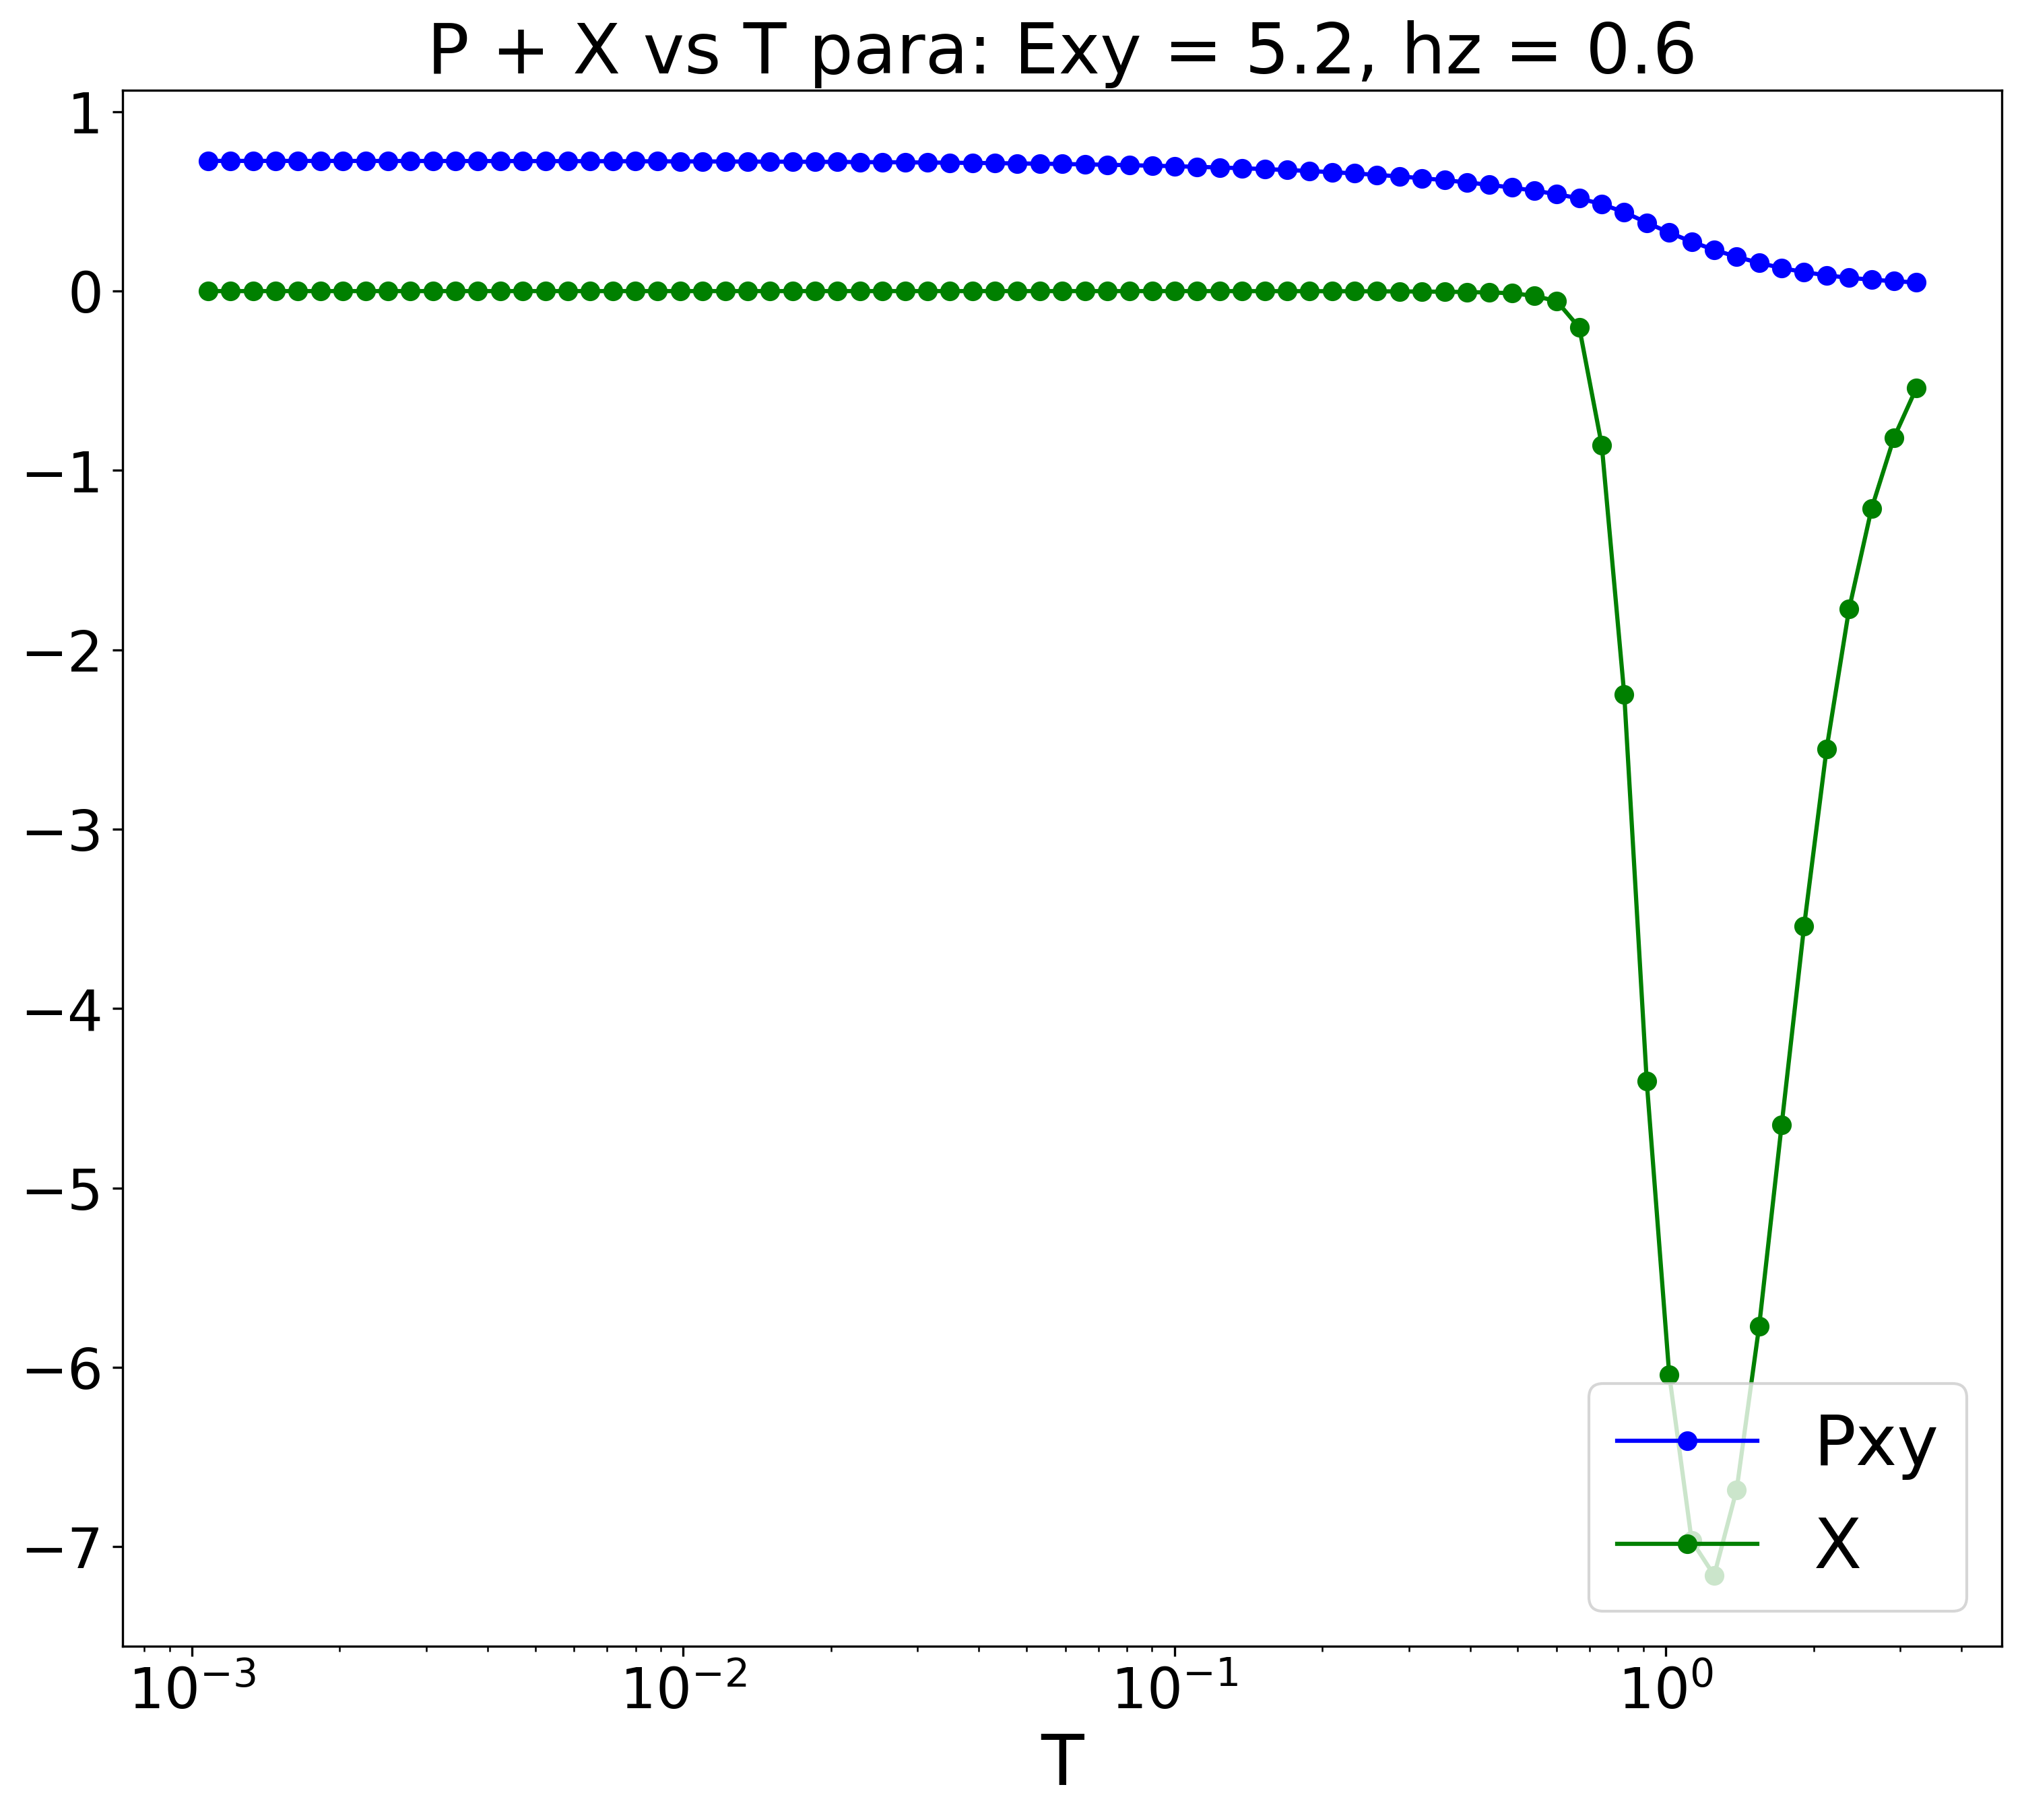 P + X vs T para: Exy = 5.2, hz = 0.6
1
0
−1
−2
−3
−4
−5
−6
−7
Pxy
X
10⁻³ 10⁻² 10⁻¹ 10⁰
T